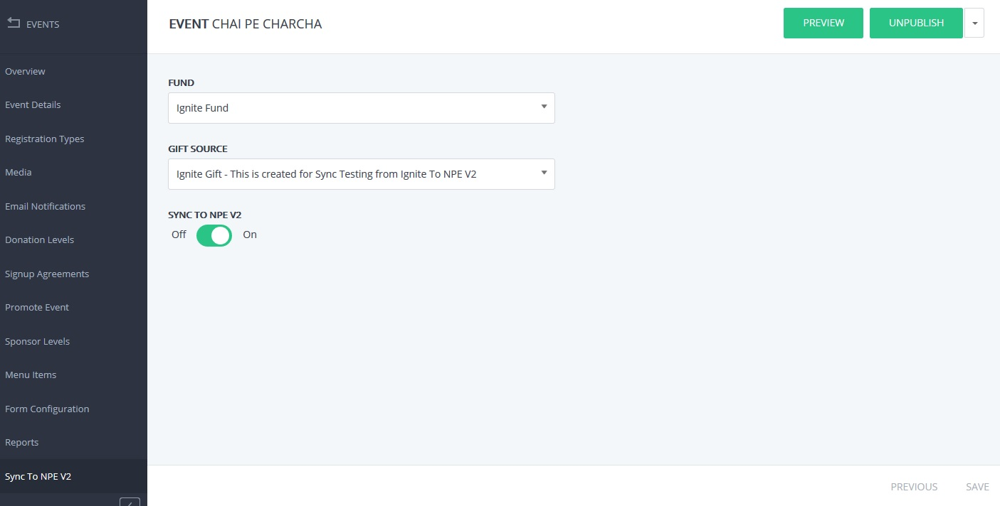 EVENTS
EVENT CHAI PE CHARCHA
PREVIEW
UNPUBLISH
Overview
Event Details
Registration Types
Media
Email Notifications
Donation Levels
Signup Agreements
Promote Event
Sponsor Levels
Menu Items
Form Configuration
Reports
Sync To NPE V2
FUND
Ignite Fund
GIFT SOURCE
Ignite Gift - This is created for Sync Testing from Ignite To NPE V2
SYNC TO NPE V2
Off On
PREVIOUS SAVE